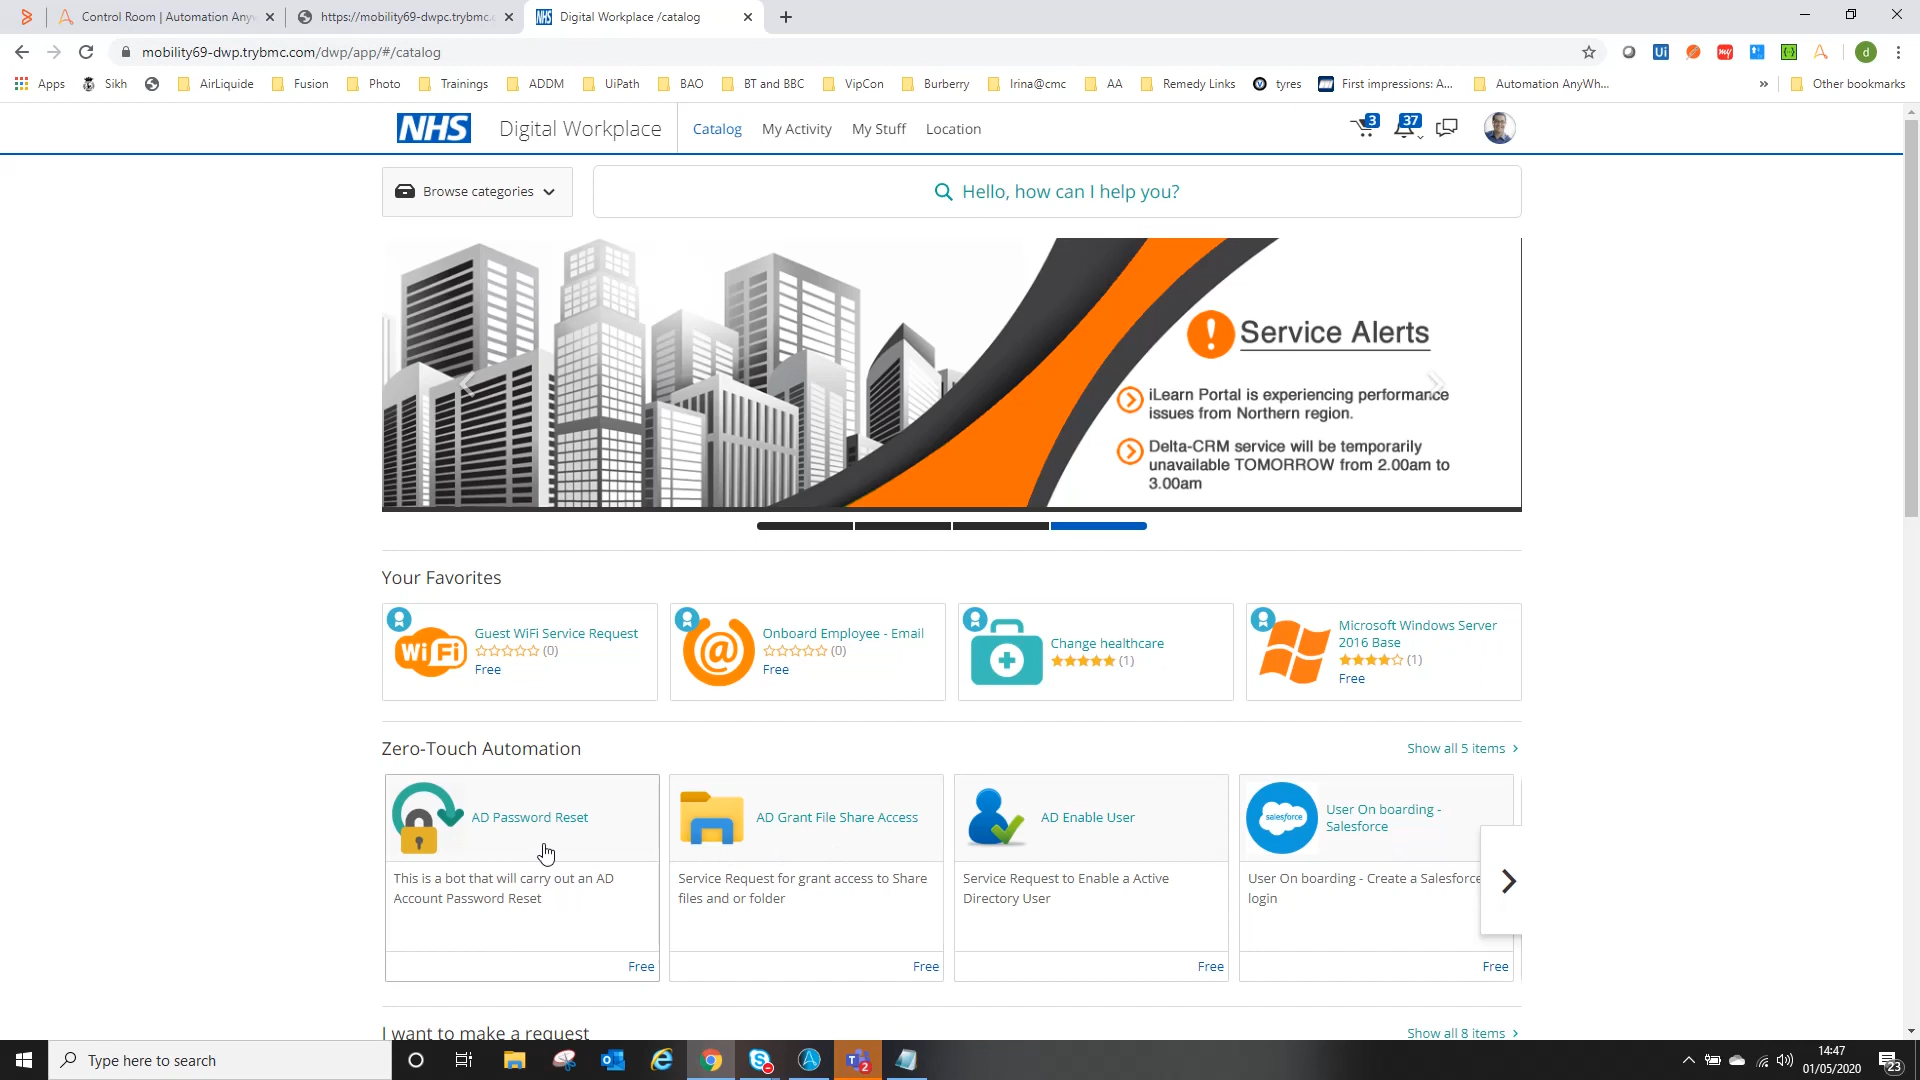 Control Room | Automation Anyw
https://mobility69-dwpc.trybmc.c
Digital Workplace /catalog
mobility69-dwp.trybmc.com/dwp/app/#/catalog
Apps Sikh AirLiquide Fusion Photo Trainings ADDM UiPath BAO BT and BBC VipCon Burberry Irina@cmc AA Remedy Links tyres First impressions: A... Automation AnyWh... » Other bookmarks
NHS Digital Workplace Catalog My Activity My Stuff Location 3 37
Browse categories Hello, how can I help you?
! Service Alerts
iLearn Portal is experiencing performance
issues from Northern region.
Delta-CRM service will be temporarily
unavailable TOMORROW from 2.00am to
3.00am
Your Favorites
WiFi
Guest WiFi Service Request
(0)
Free
@
Onboard Employee - Email
(0)
Free
Change healthcare
(1)
Microsoft Windows Server
2016 Base
(1)
Free
Zero-Touch Automation Show all 5 items >
AD Password Reset
This is a bot that will carry out an AD
Account Password Reset
Free
AD Grant File Share Access
Service Request for grant access to Share
files and or folder
Free
AD Enable User
Service Request to Enable a Active
Directory User
Free
salesforce
User On boarding -
Salesforce
User On boarding - Create a Salesforce
login
Free
I want to make a request Show all 8 items >
Type here to search
14:47
01/05/2020
23